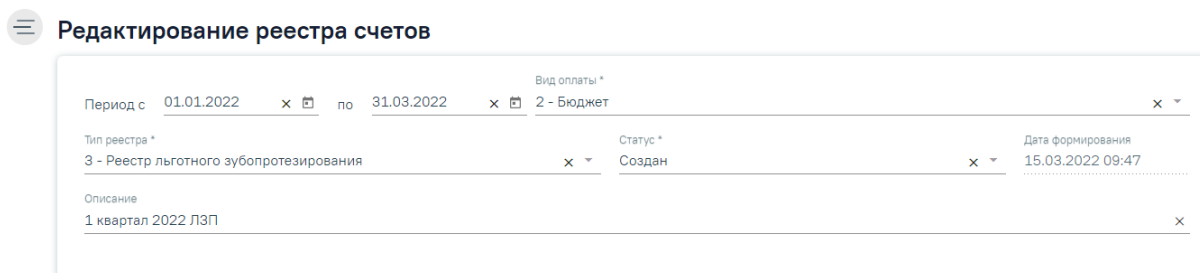 Редактирование реестра счетов
Вид оплаты *
Период с 01.01.2022 по 31.03.2022 2 - Бюджет
Тип реестра * Статус * Дата формирования
3 - Реестр льготного зубопротезирования Создан 15.03.2022 09:47
Описание
1 квартал 2022 ЛЗП